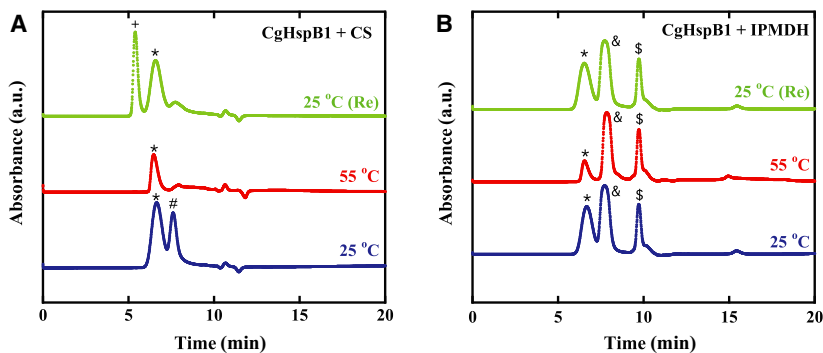 A
CgHspB1 + CS
+
*
25 °C (Re)
*
55 °C
*
#
25 °C
Absorbance (a.u.)
0
5
10
15
20
Time (min)
B
CgHspB1 + IPMDH
*
&
$
25 °C (Re)
*
&
$
55 °C
*
&
$
25 °C
Absorbance (a.u.)
0
5
10
15
20
Time (min)